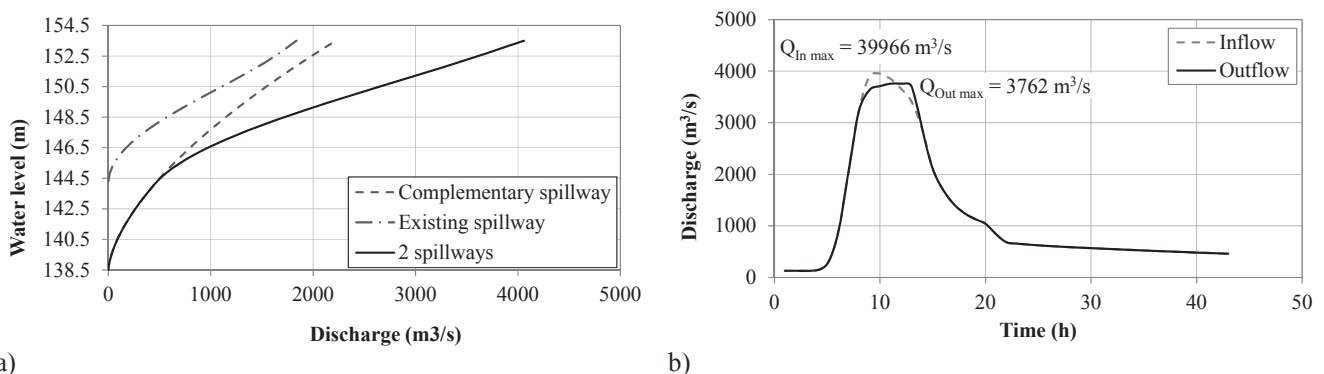 154.5
152.5
150.5
148.5
146.5
144.5
142.5
140.5
138.5
Water level (m)
0 1000 2000 3000 4000 5000
Discharge (m3/s)
Complementary spillway
Existing spillway
2 spillways
a)
5000
4000
3000
2000
1000
0
Discharge (m³/s)
0 10 20 30 40 50
Time (h)
Q_In max = 39966 m³/s
Q_Out max = 3762 m³/s
Inflow
Outflow
b)